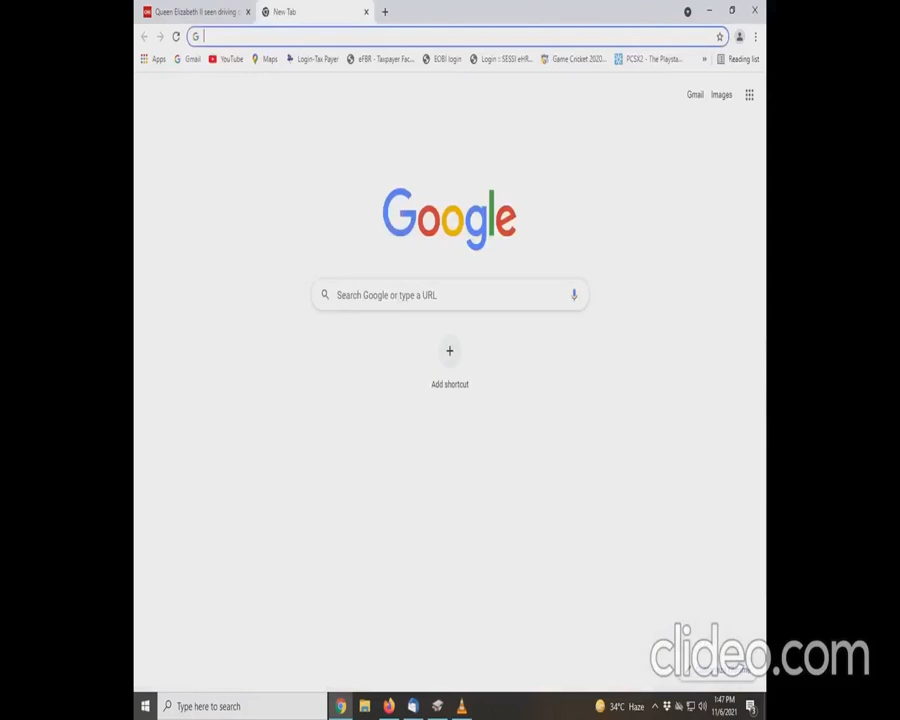 Queen Elizabeth II seen driving
New Tab
Apps Gmail YouTube Maps Login-Tax Payer eFBR - Taxpayer Fac... EOBI login Login :: SESSI eHR... Game Cricket 2020... PCSX2 - The Playsta... » Reading list
Gmail Images
Google
Search Google or type a URL
Add shortcut
clideo.com
Type here to search
34°C Haze
1:47 PM
11/6/2021